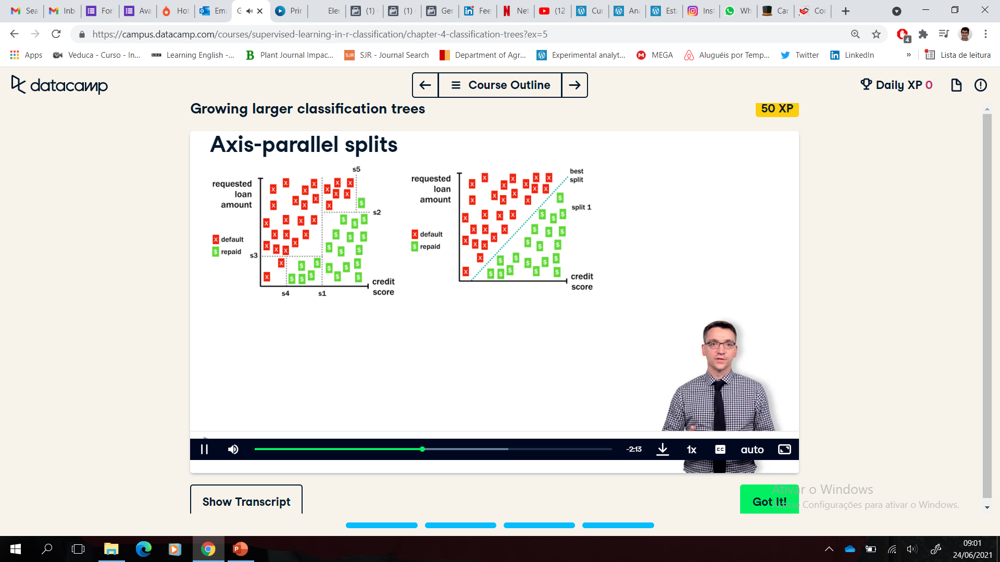 Sea
Inb
For
Ava
Hot
Ema
G
Prir
Eler
(1)
(1)
Ger
Fee
Net
(12
Cur
Ana
Esta
Inst
Wh
Car
Cor
https://campus.datacamp.com/courses/supervised-learning-in-r-classification/chapter-4-classification-trees?ex=5
4
Apps
Veduca - Curso - In...
Learning English -...
Plant Journal Impac...
SJR - Journal Search
Department of Agr...
Experimental analyt...
MEGA
Aluguéis por Temp...
Twitter
LinkedIn
»
Lista de leitura
datacamp
Course Outline
Daily XP 0
Growing larger classification trees
50 XP
Axis-parallel splits
s5
requested
loan
amount
s2
default
repaid
s3
credit
score
s4
s1
best
split
requested
loan
amount
split 1
default
repaid
credit
score
-2:13
1x
CC
auto
Show Transcript
Got It!
Ativar o Windows
Acesse Configurações para ativar o Windows.
09:01
24/06/2021